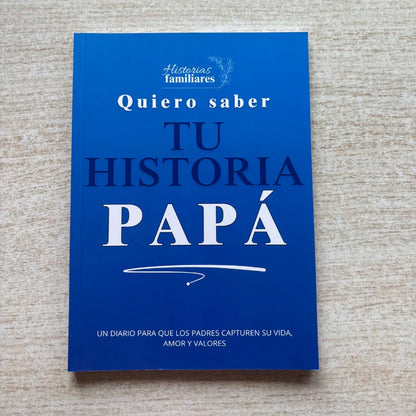 Historias
familiares
Quiero saber
TU
HISTORIA
PAPÁ
UN DIARIO PARA QUE LOS PADRES CAPTUREN SU VIDA,
AMOR Y VALORES